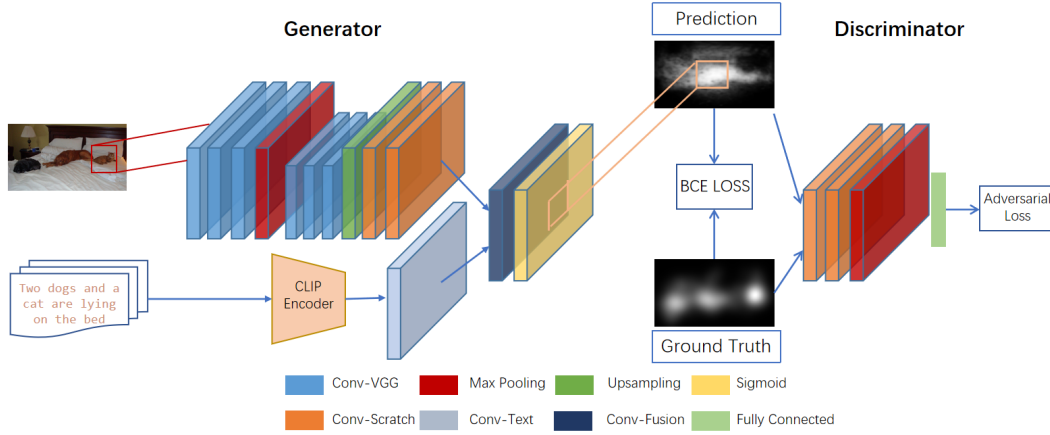 Generator
Prediction
Discriminator
BCE LOSS
Adversarial
Loss
Two dogs and a
cat are lying
on the bed
CLIP
Encoder
Ground Truth
Conv-VGG
Max Pooling
Upsampling
Sigmoid
Conv-Scratch
Conv-Text
Conv-Fusion
Fully Connected